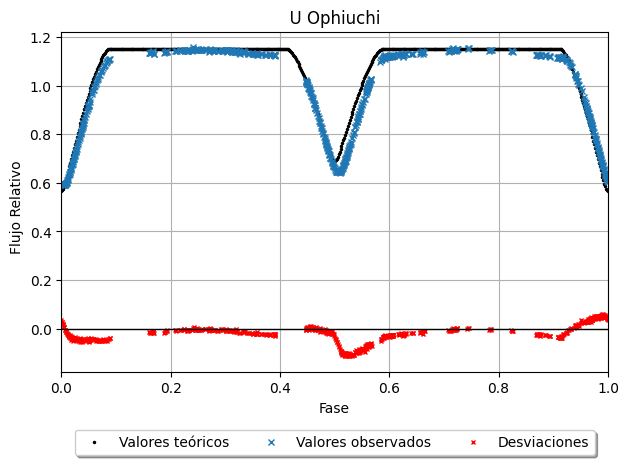 U Ophiuchi
1.2
1.0
0.8
0.6
0.4
0.2
0.0
Flujo Relativo
0.0 0.2 0.4 0.6 0.8 1.0
Fase
Valores teóricos Valores observados Desviaciones